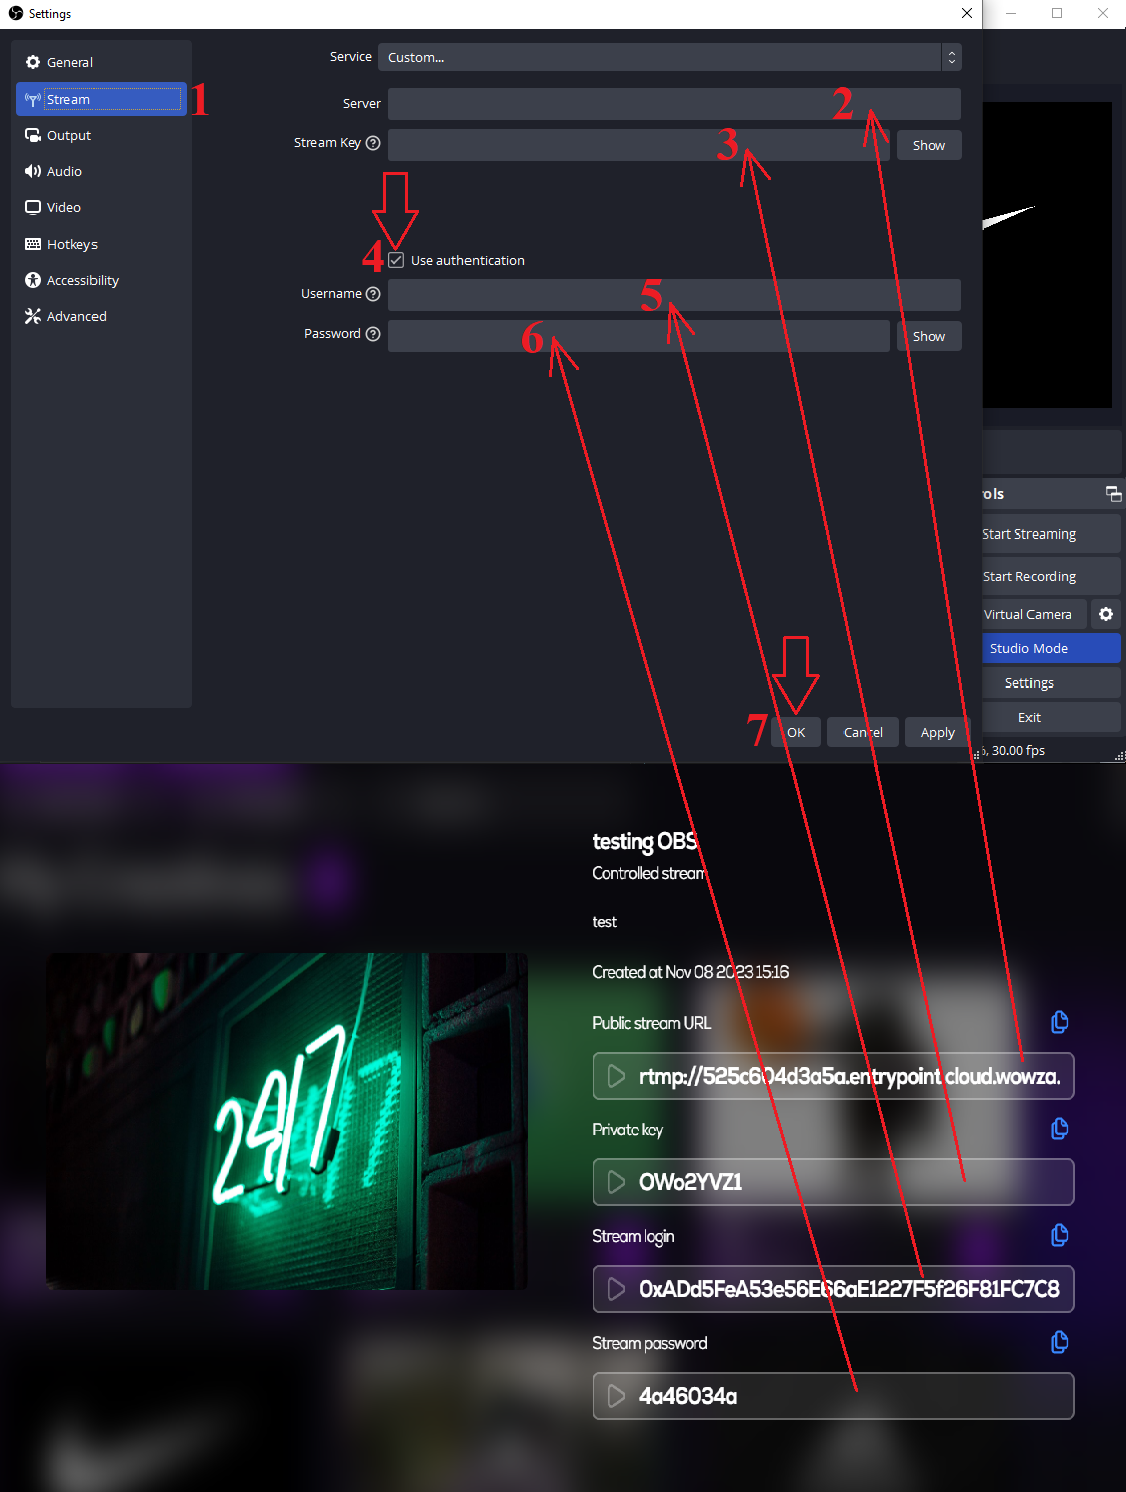 Settings
General
Stream
Output
Audio
Video
Hotkeys
Accessibility
Advanced
1
Service
Custom...
Server
2
Stream Key
3
Show
4
Use authentication
Username
5
Password
6
Show
7
OK
Cancel
Apply
Start Streaming
Start Recording
Virtual Camera
Studio Mode
Settings
Exit
30.00 fps
testing OBS
Controlled stream
test
Created at Nov 08 2023 15:16
Public stream URL
rtmp://525c604d3a5a.entrypoint.cloud.wowza.
Private key
OWo2YVZ1
Stream login
0xADd5FeA53e56E66aE1227F5f26F81FC7C8
Stream password
4a46034a
24/7